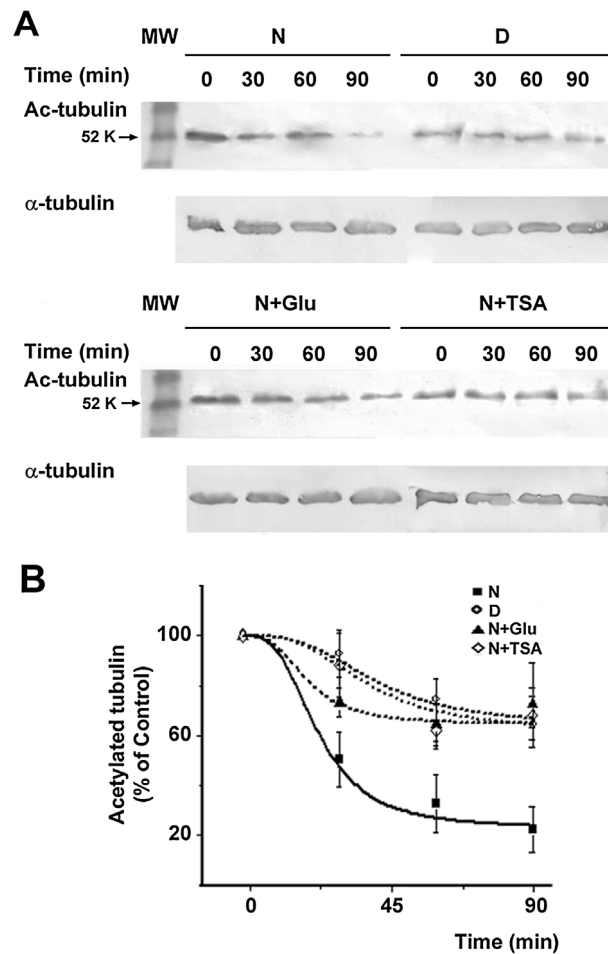 A
MW N D
Time (min) 0 30 60 90 0 30 60 90
Ac-tubulin
52 K
α-tubulin
MW N+Glu N+TSA
Time (min) 0 30 60 90 0 30 60 90
Ac-tubulin
52 K
α-tubulin
B
N
D
N+Glu
N+TSA
Acetylated tubulin
(% of Control)
100
60
20
0 45 90
Time (min)